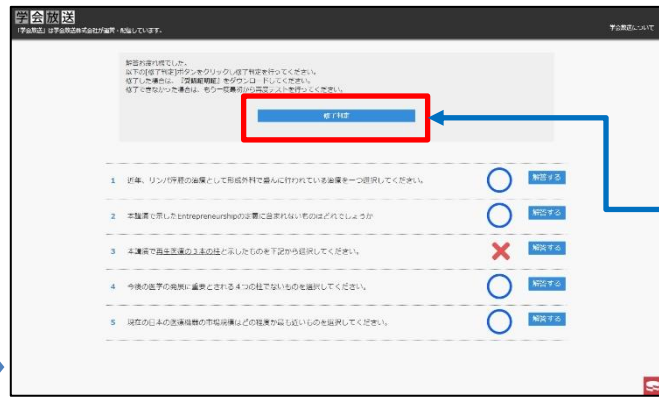 学会放送
「学会放送」は学会放送株式会社が運営・配信しています。
学会放送について
解答お疲れ様でした。
以下の[修了判定]ボタンをクリックし修了判定を行ってください。
修了した場合は、『受講証明証』をダウンロードしてください。
修了できなかった場合は、もう一度最初から再度テストを行ってください。
修了判定
1 近年、リンパ浮腫の治療として形成外科で盛んに行われている治療を一つ選択してください。 解答する
2 本講演で示したEntrepreneurshipの定義に含まれないものはどれでしょうか 解答する
3 本講演で再生医療の3本の柱と示したものを下記から選択してください。 解答する
4 今後の医学の発展に重要とされる4つの柱でないものを選択してください。 解答する
5 現在の日本の医療機器の市場規模はどの程度が最も近いものを選択してください。 解答する